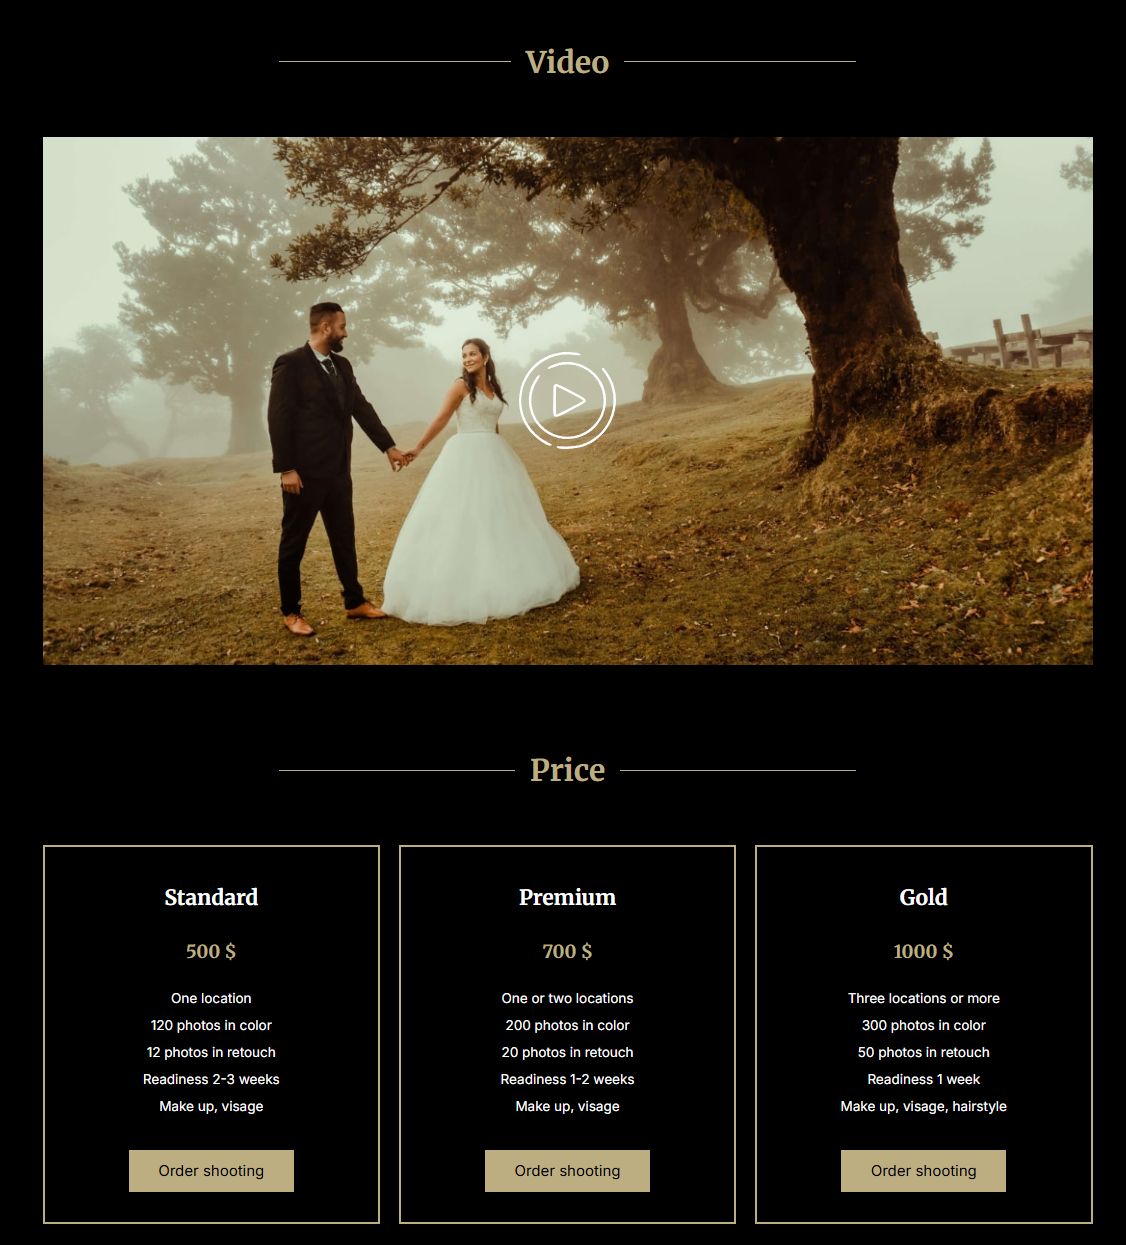 Video
Price
Standard
500 $
One location
120 photos in color
12 photos in retouch
Readiness 2-3 weeks
Make up, visage
Order shooting
Premium
700 $
One or two locations
200 photos in color
20 photos in retouch
Readiness 1-2 weeks
Make up, visage
Order shooting
Gold
1000 $
Three locations or more
300 photos in color
50 photos in retouch
Readiness 1 week
Make up, visage, hairstyle
Order shooting